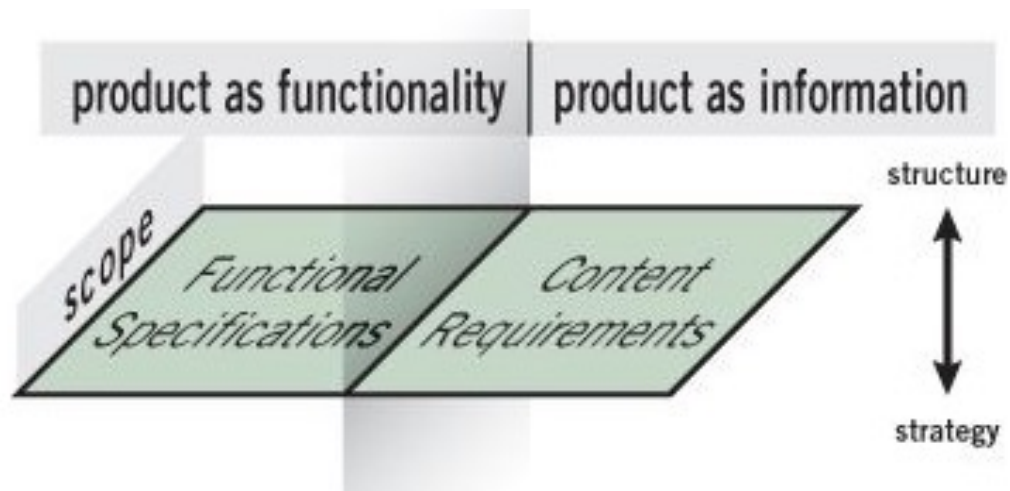 product as functionality
product as information
structure
scope
Functional
Specifications
Content
Requirements
strategy